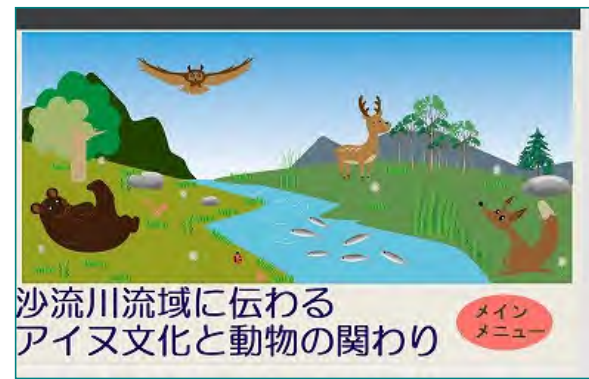 沙流川流域に伝わる
アイヌ文化と動物の関わり
メイン
メニュー